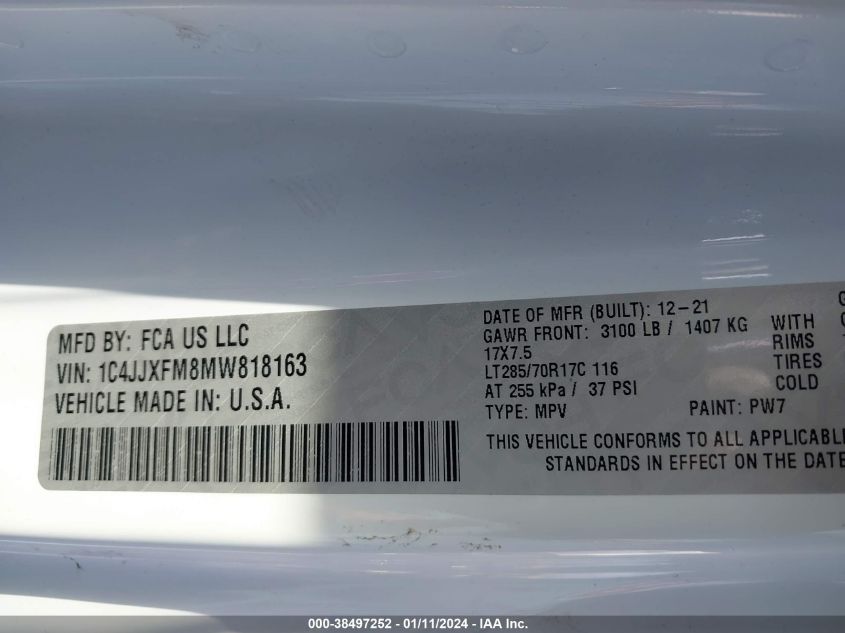 MFD BY: FCA US LLC
VIN: 1C4JJXFM8MW818163
VEHICLE MADE IN: U.S.A.
DATE OF MFR (BUILT): 12-21
GAWR FRONT: 3100 LB / 1407 KG WITH
17X7.5 RIMS
LT285/70R17C 116 TIRES
AT 255 kPa / 37 PSI COLD
TYPE: MPV PAINT: PW7
THIS VEHICLE CONFORMS TO ALL APPLICABL
STANDARDS IN EFFECT ON THE DATE
000-38497252 - 01/11/2024 - IAA Inc.